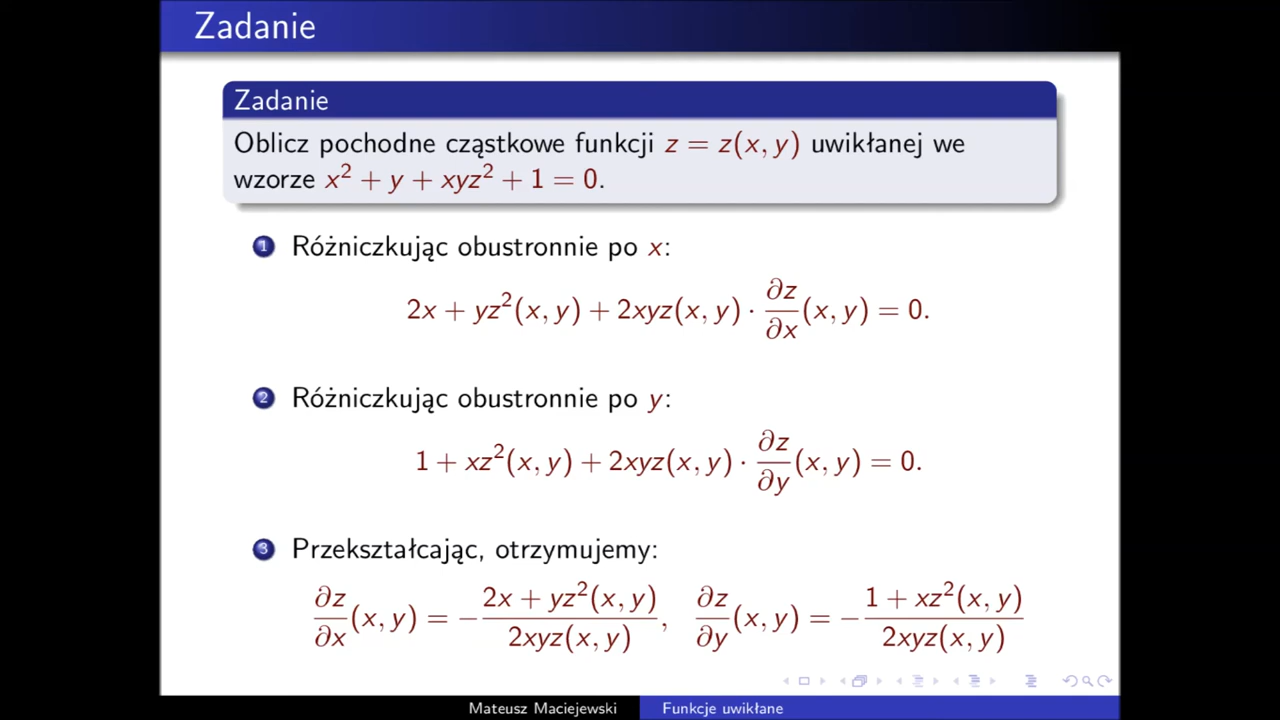 Zadanie
Zadanie
Oblicz pochodne cząstkowe funkcji z = z(x, y) uwikłanej we
wzorze x² + y + xyz² + 1 = 0.
1 Różniczkując obustronnie po x:
2x + yz²(x, y) + 2xyz(x, y) · ∂z/∂x (x, y) = 0.
2 Różniczkując obustronnie po y:
1 + xz²(x, y) + 2xyz(x, y) · ∂z/∂y (x, y) = 0.
3 Przekształcając, otrzymujemy:
∂z/∂x (x, y) = − (2x + yz²(x, y))/(2xyz(x, y)), ∂z/∂y (x, y) = − (1 + xz²(x, y))/(2xyz(x, y))
Mateusz Maciejewski Funkcje uwikłane